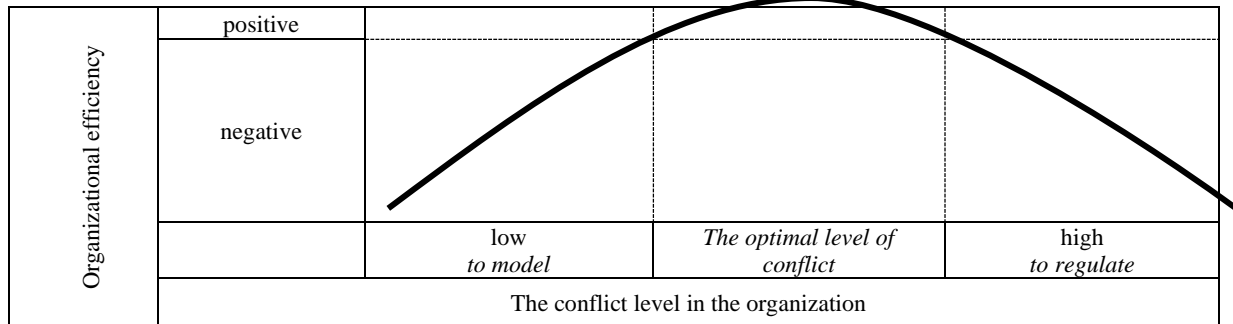 Organizational efficiency
positive
negative
low
to model
The optimal level of
conflict
high
to regulate
The conflict level in the organization